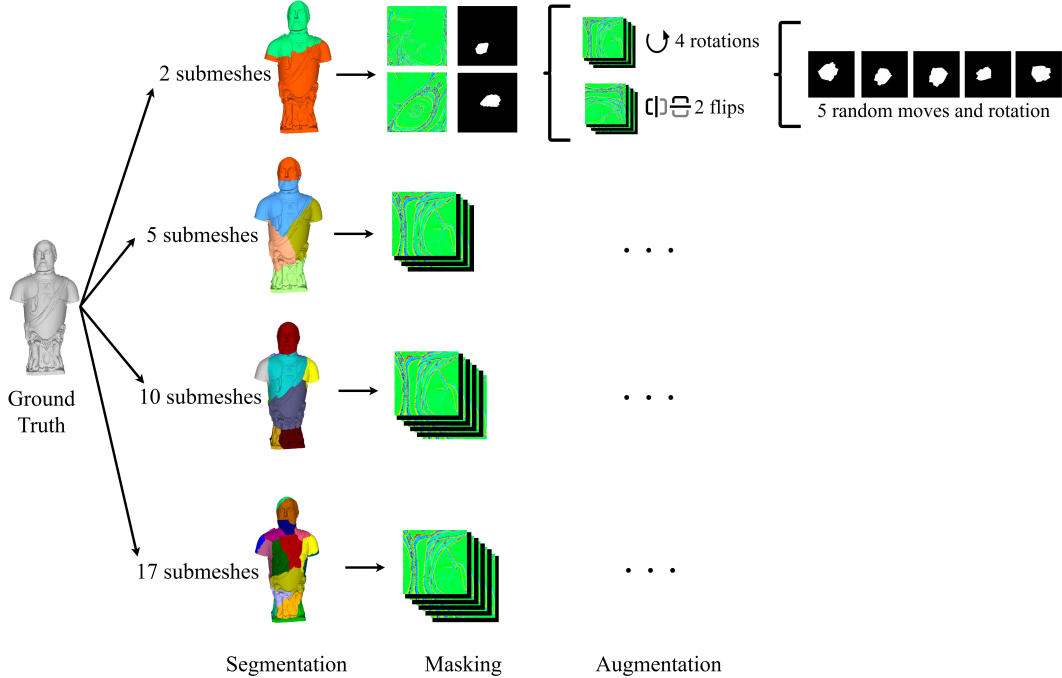 2 submeshes
4 rotations
2 flips
5 random moves and rotation
5 submeshes
. . .
Ground
Truth
10 submeshes
. . .
17 submeshes
. . .
Segmentation
Masking
Augmentation